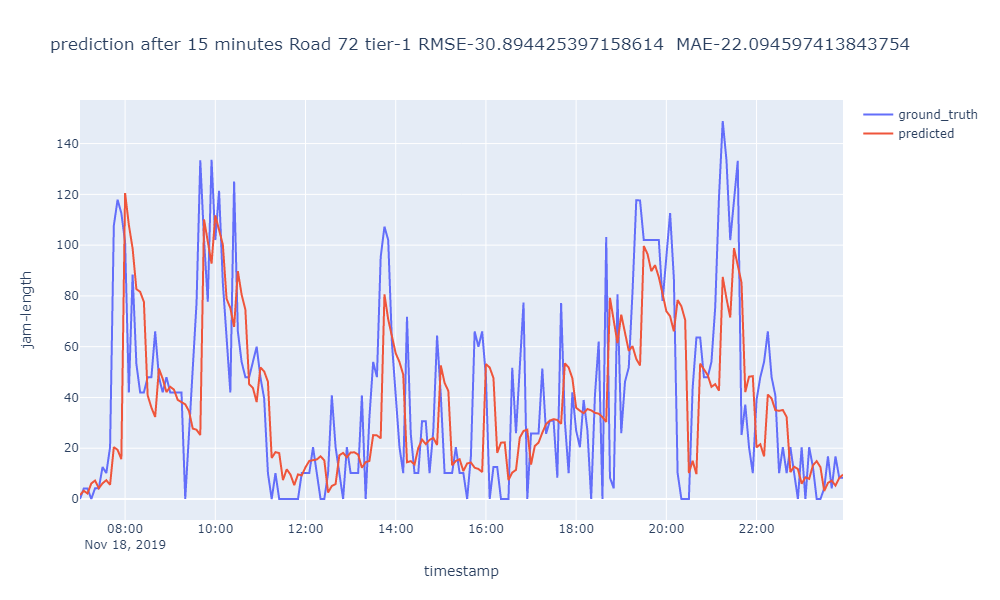 prediction after 15 minutes Road 72 tier-1 RMSE-30.894425397158614  MAE-22.094597413843754
ground_truth
predicted
jam-length
140
120
100
80
60
40
20
0
08:00 10:00 12:00 14:00 16:00 18:00 20:00 22:00
Nov 18, 2019
timestamp